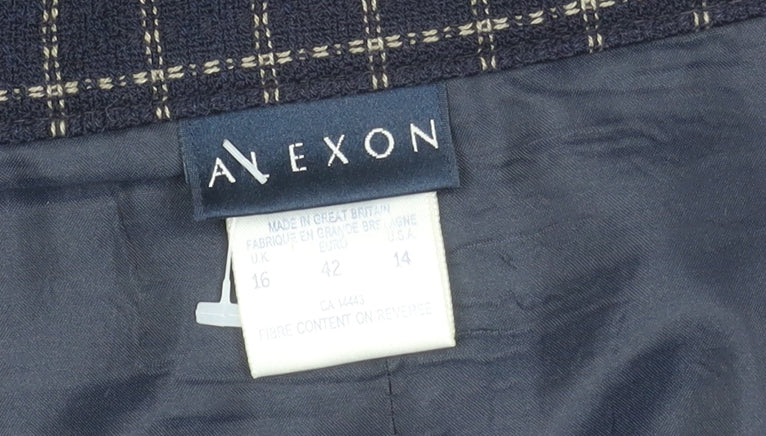 ALEXON
MADE IN GREAT BRITAIN
FABRIQUE EN GRANDE BRETAGNE
U.K EURO U.S.A.
16 42 14
CA 14443
FIBRE CONTENT ON REVERSE